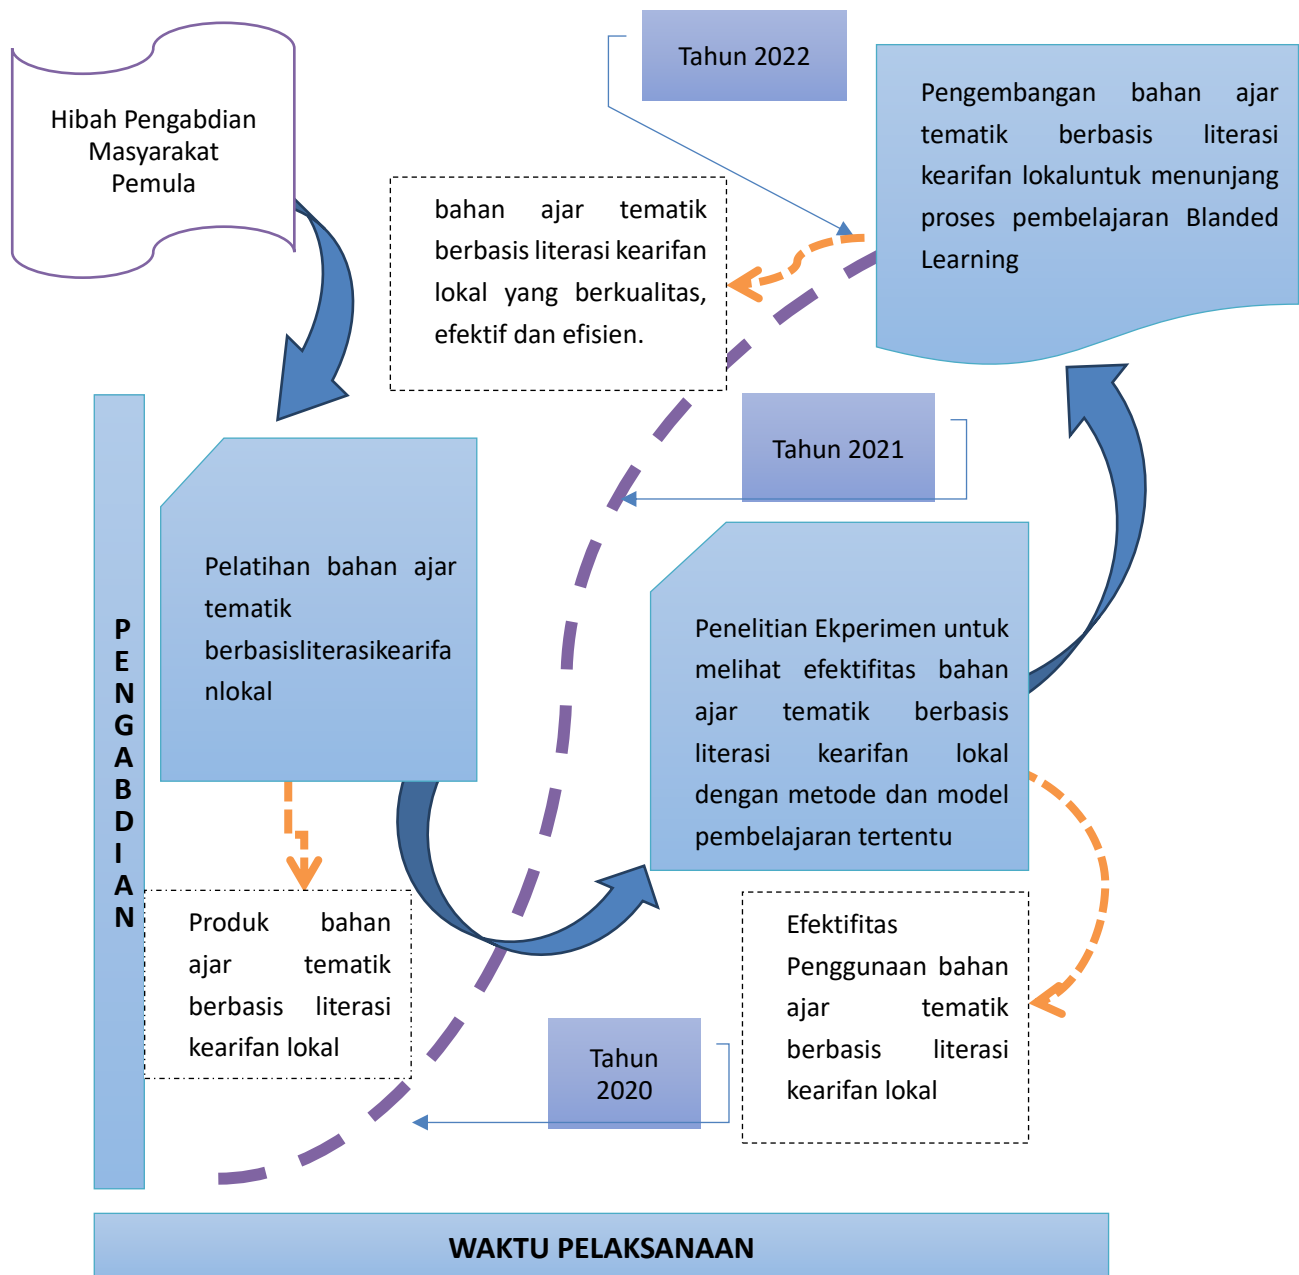 Hibah Pengabdian
Masyarakat
Pemula
Tahun 2022
Pengembangan bahan ajar
tematik berbasis literasi
kearifan lokaluntuk menunjang
proses pembelajaran Blanded
Learning
bahan ajar tematik
berbasis literasi kearifan
lokal yang berkualitas,
efektif dan efisien.
Tahun 2021
Pelatihan bahan ajar
tematik
berbasisliterasikearifa
nlokal
Penelitian Ekperimen untuk
melihat efektifitas bahan
ajar tematik berbasis
literasi kearifan lokal
dengan metode dan model
pembelajaran tertentu
P
E
N
G
A
B
D
I
A
N
Produk bahan
ajar tematik
berbasis literasi
kearifan lokal
Efektifitas
Penggunaan bahan
ajar tematik
berbasis literasi
kearifan lokal
Tahun
2020
WAKTU PELAKSANAAN